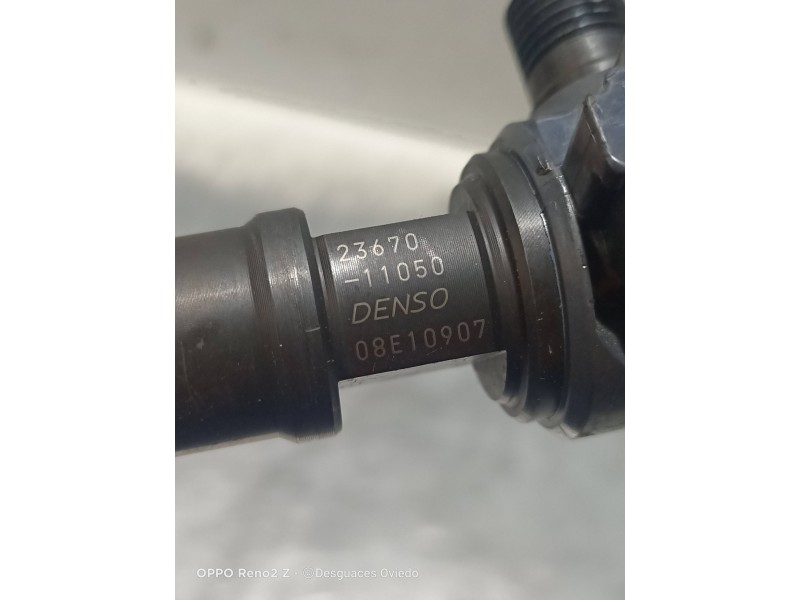 23670
-11050
DENSO
08E10907
OPPO Reno2 Z • ©Desguaces Oviedo